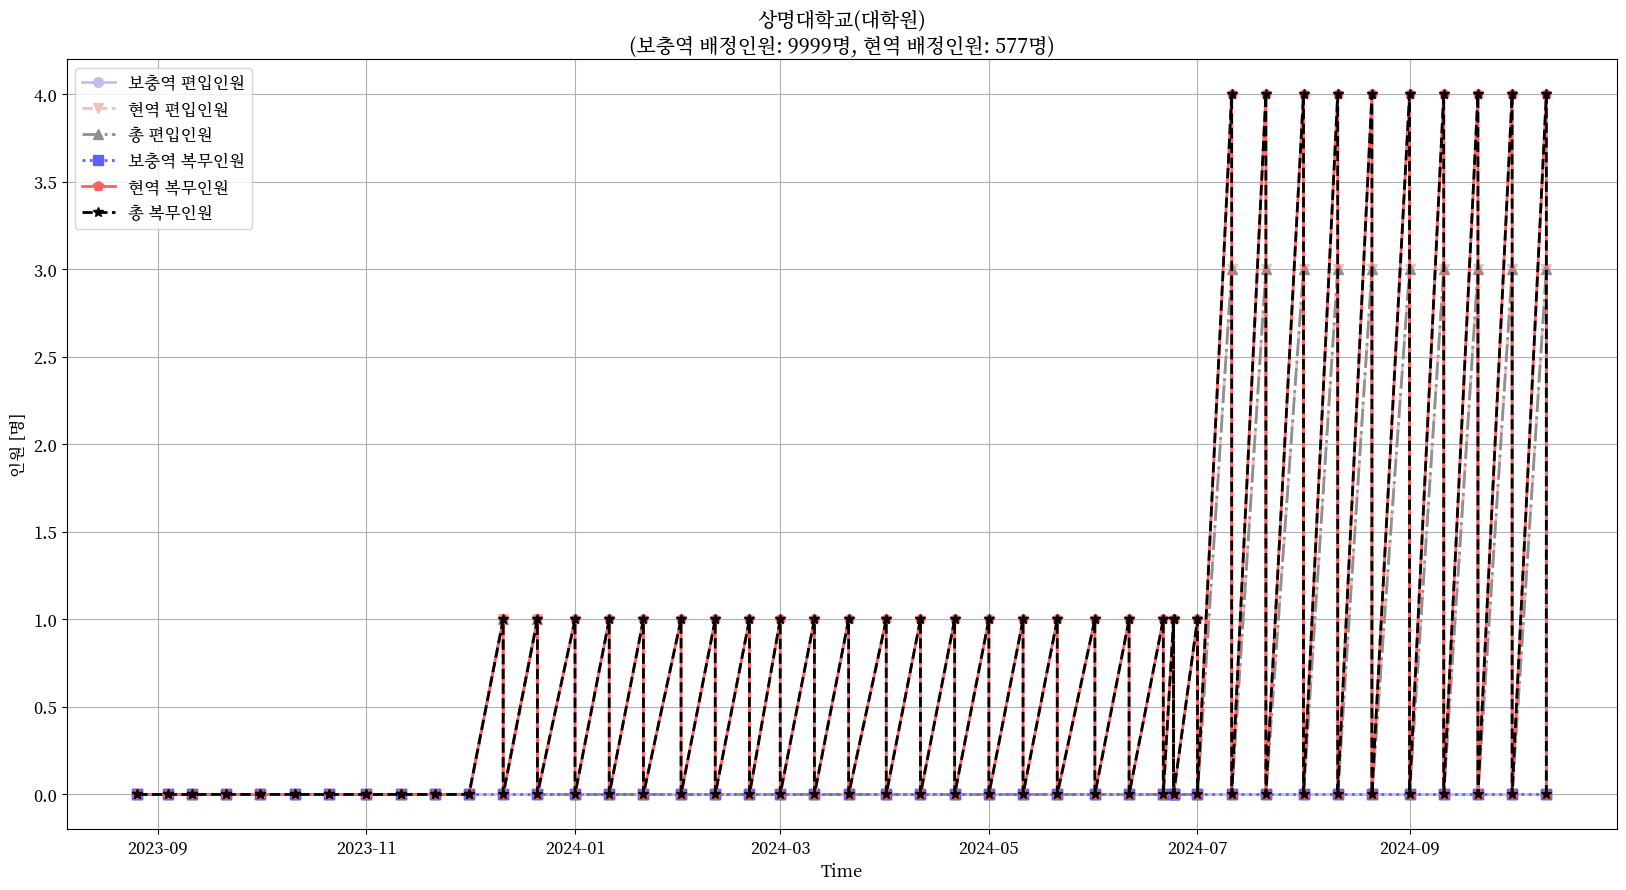 상명대학교(대학원)
(보충역 배정인원: 9999명, 현역 배정인원: 577명)
보충역 편입인원
현역 편입인원
총 편입인원
보충역 복무인원
현역 복무인원
총 복무인원
4.0
3.5
3.0
2.5
2.0
1.5
1.0
0.5
0.0
인원 [명]
2023-09 2023-11 2024-01 2024-03 2024-05 2024-07 2024-09
Time